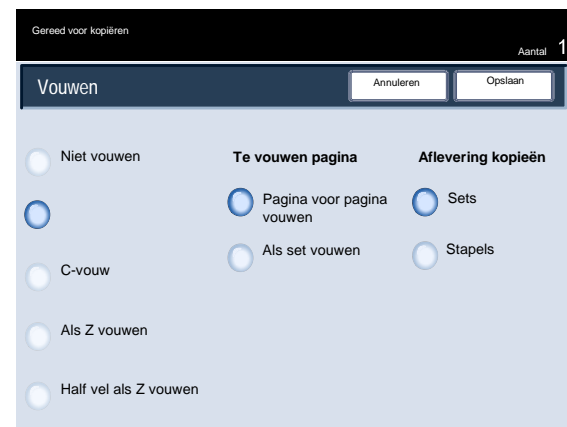 Gereed voor kopiëren
Aantal 1
Vouwen
Annuleren
Opslaan
Niet vouwen
C-vouw
Als Z vouwen
Half vel als Z vouwen
Te vouwen pagina
Pagina voor pagina
vouwen
Als set vouwen
Aflevering kopieën
Sets
Stapels